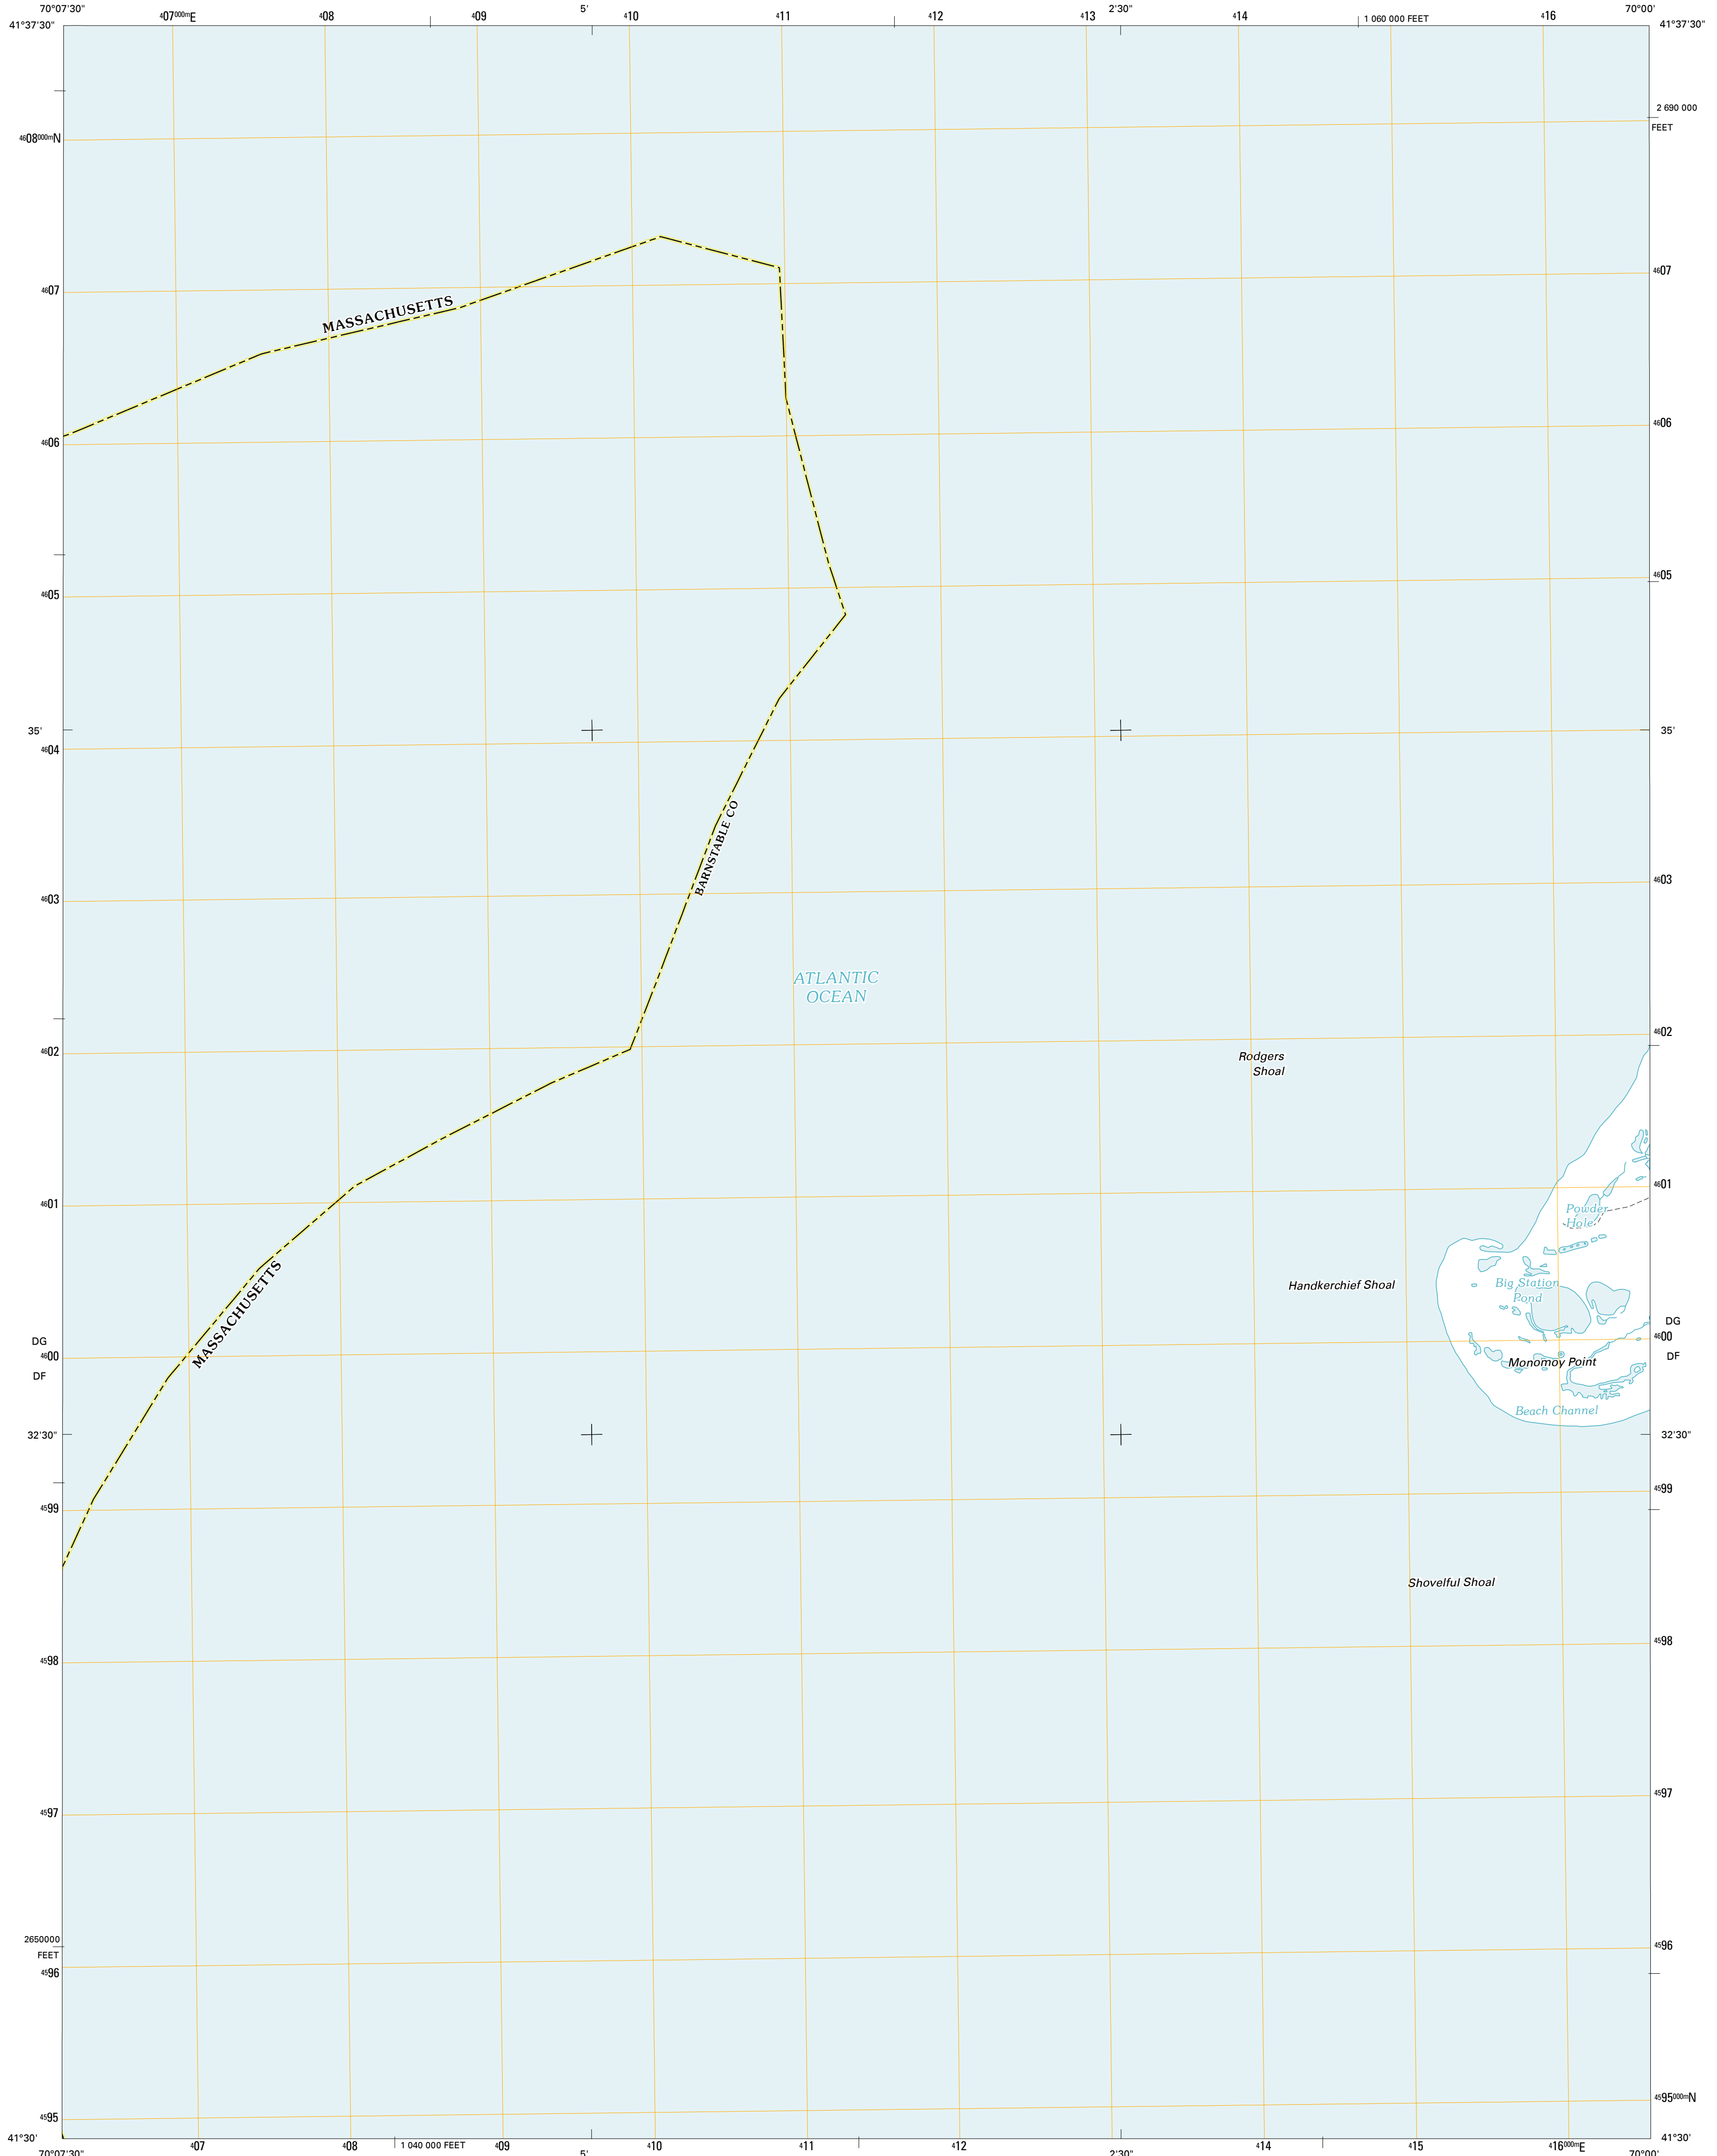 70°07'30" 407000mE 408 409 5' 410 411 412 413 2'30" 414 1 060 000 FEET 416 70°00'
41°37'30" 41°37'30"
2 690 000
FEET
4608000mN
4607 4607
MASSACHUSETTS
4606 4606
4605 4605
35' 35'
4604
BARNSTABLE CO
4603 4603
ATLANTIC
OCEAN
4602 4602
Rodgers
Shoal
4601 4601
Powder
Hole
MASSACHUSETTS
Handkerchief Shoal
Big Station
Pond
DG DG
4600 4600
DF DF
Monomoy Point
Beach Channel
32'30" 32'30"
4599 4599
Shovelful Shoal
4598 4598
4597 4597
2650000
FEET
4596 4596
4595 4595000mN
41°30' 41°30'
70°07'30" 407 408 1 040 000 FEET 409 5' 410 411 412 2'30" 414 415 416000mE 70°00'